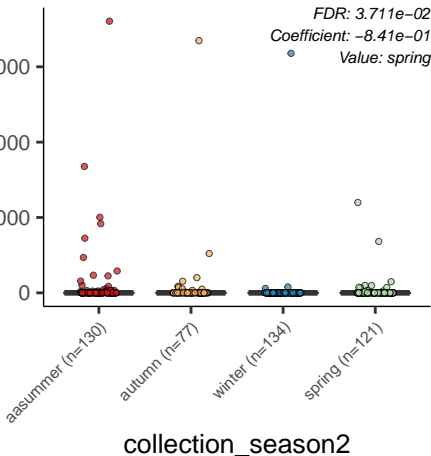 FDR: 3.711e−02
Coefficient: −8.41e−01
Value: spring
000
000
000
0
aasummer (n=130)
autumn (n=77)
winter (n=134)
spring (n=121)
collection_season2